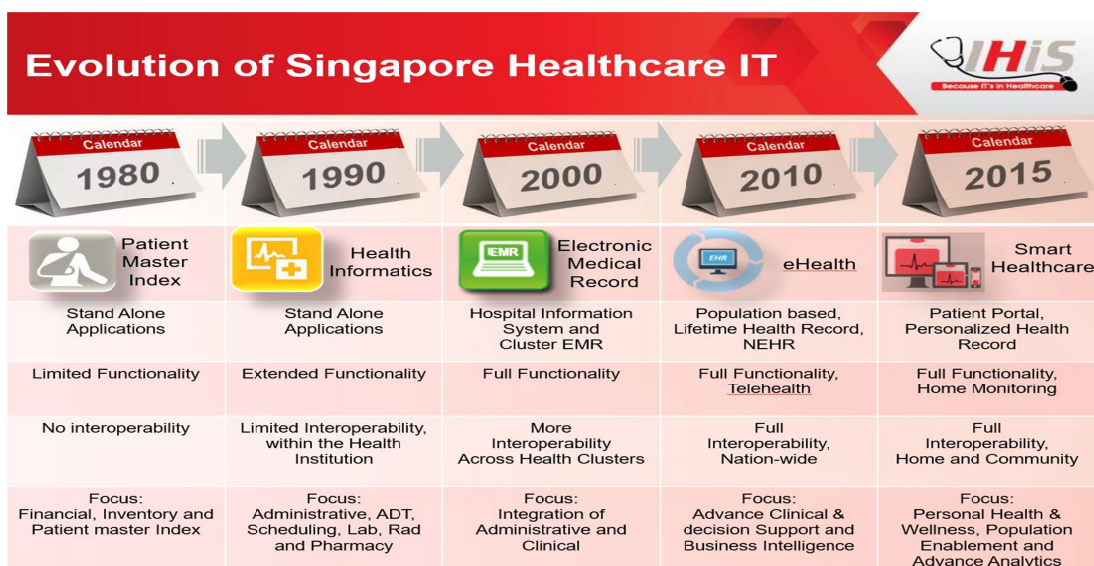 Evolution of Singapore Healthcare IT
IHiS
Because IT's in Healthcare
Calendar
1980
Calendar
1990
Calendar
2000
Calendar
2010
Calendar
2015
Patient
Master
Index
Health
Informatics
EMR
Electronic
Medical
Record
EHR
eHealth
Smart
Healthcare
Stand Alone
Applications
Stand Alone
Applications
Hospital Information
System and
Cluster EMR
Population based,
Lifetime Health Record,
NEHR
Patient Portal,
Personalized Health
Record
Limited Functionality
Extended Functionality
Full Functionality
Full Functionality,
Telehealth
Full Functionality,
Home Monitoring
No interoperability
Limited Interoperability,
within the Health
Institution
More
Interoperability
Across Health Clusters
Full
Interoperability,
Nation-wide
Full
Interoperability,
Home and Community
Focus:
Financial, Inventory and
Patient master Index
Focus:
Administrative, ADT,
Scheduling, Lab, Rad
and Pharmacy
Focus:
Integration of
Administrative and
Clinical
Focus:
Advance Clinical &
decision Support and
Business Intelligence
Focus:
Personal Health &
Wellness, Population
Enablement and
Advance Analytics